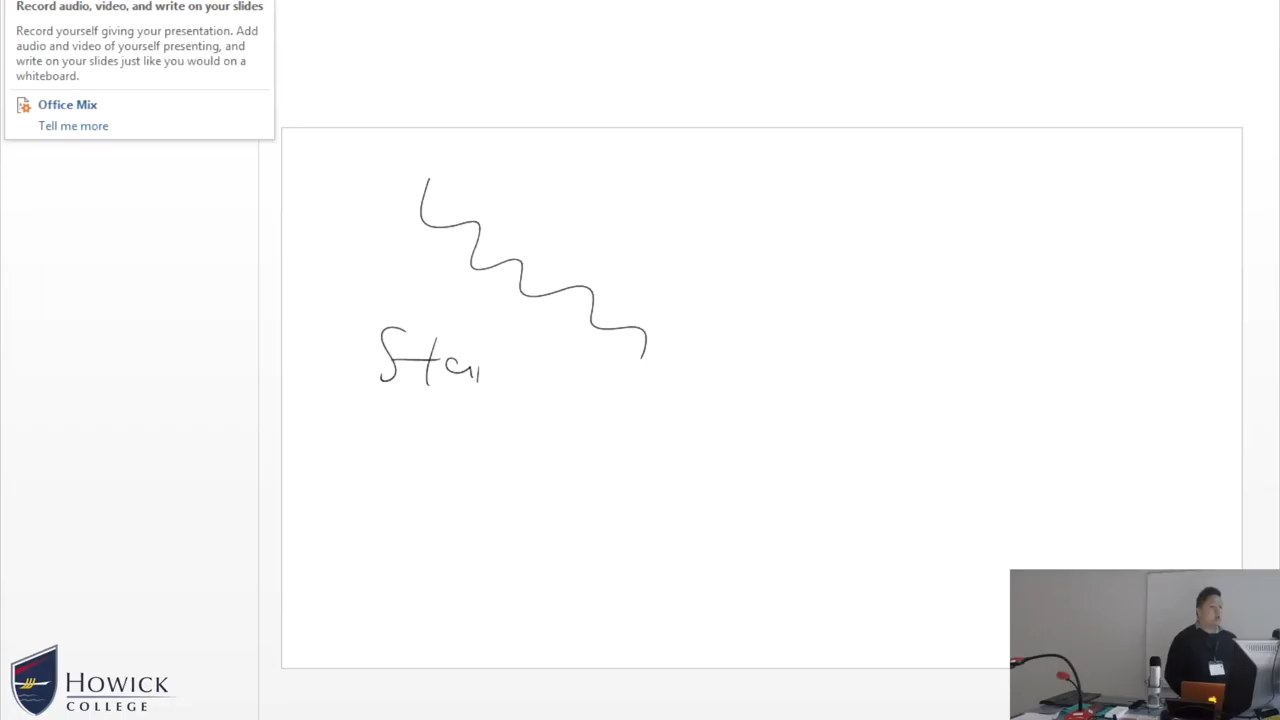 Record audio, video, and write on your slides
Record yourself giving your presentation. Add
audio and video of yourself presenting, and
write on your slides just like you would on a
whiteboard.
Office Mix
Tell me more
HOWICK
COLLEGE